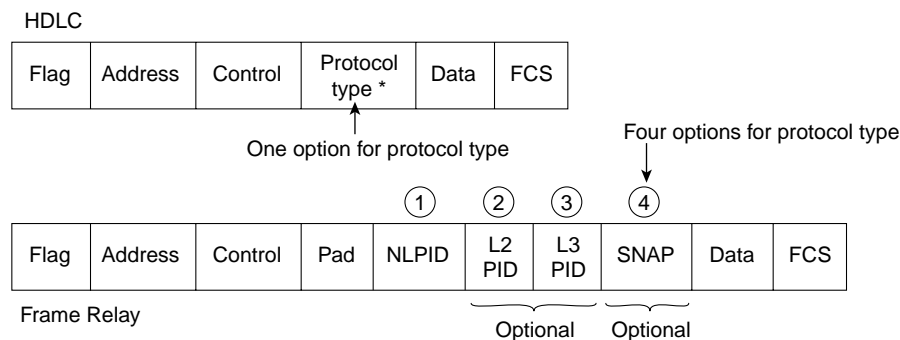 HDLC
Flag Address Control Protocol type * Data FCS
One option for protocol type
Four options for protocol type
1 2 3 4
Flag Address Control Pad NLPID L2 PID L3 PID SNAP Data FCS
Frame Relay
Optional Optional